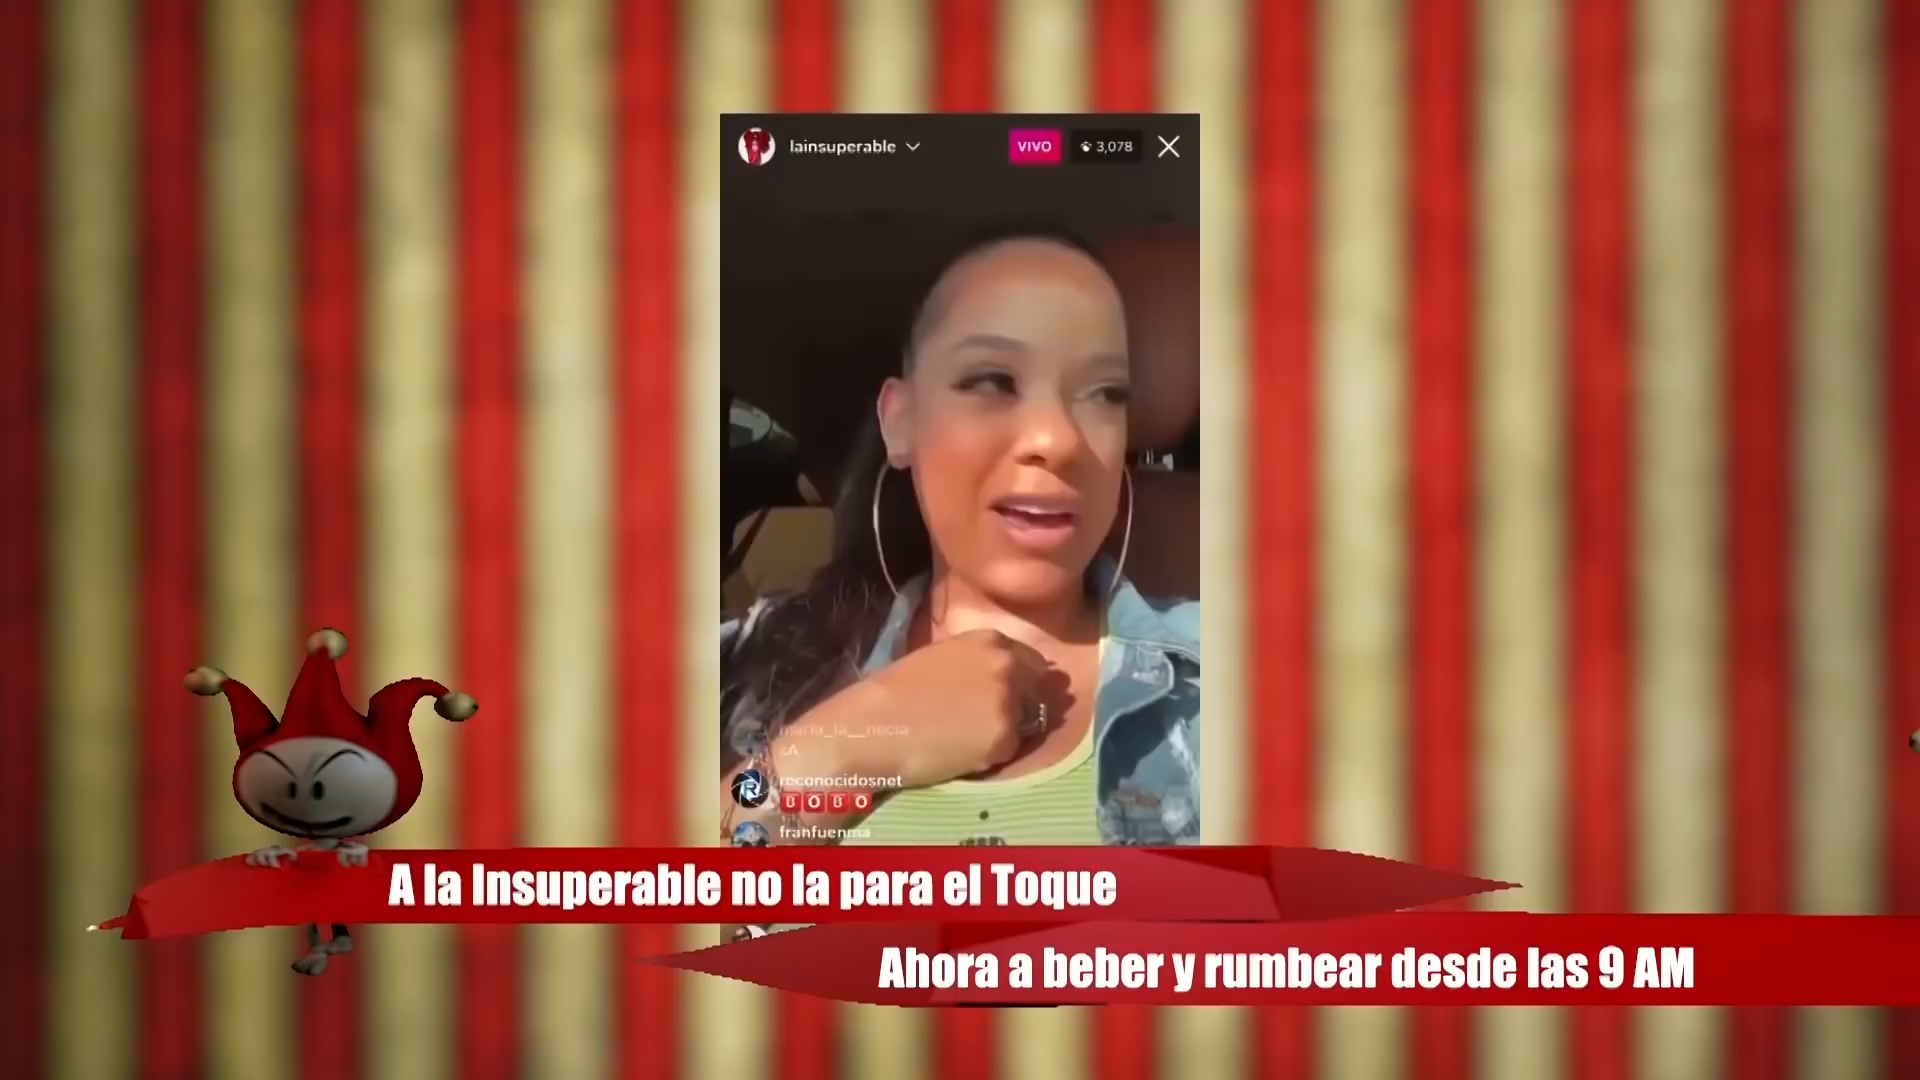 lainsuperable
VIVO
3,078
maria_la__necia
reconocidosnet
BOBO
franfuenma
A la Insuperable no la para el Toque
Ahora a beber y rumbear desde las 9 AM